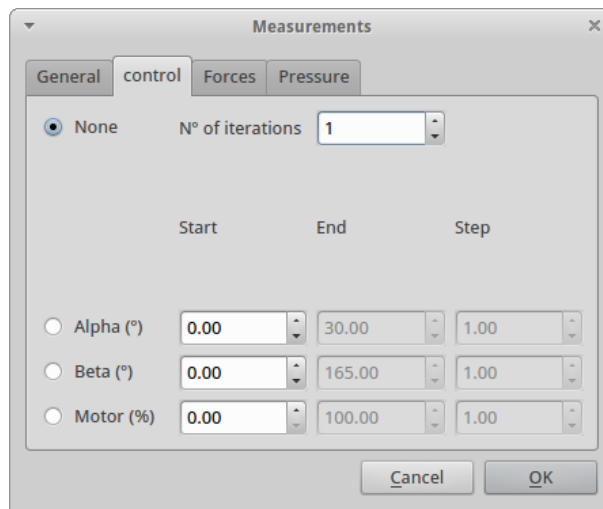 Measurements
General control Forces Pressure
None Nº of iterations 1
Start End Step
Alpha (º) 0.00 30.00 1.00
Beta (º) 0.00 165.00 1.00
Motor (%) 0.00 100.00 1.00
Cancel OK